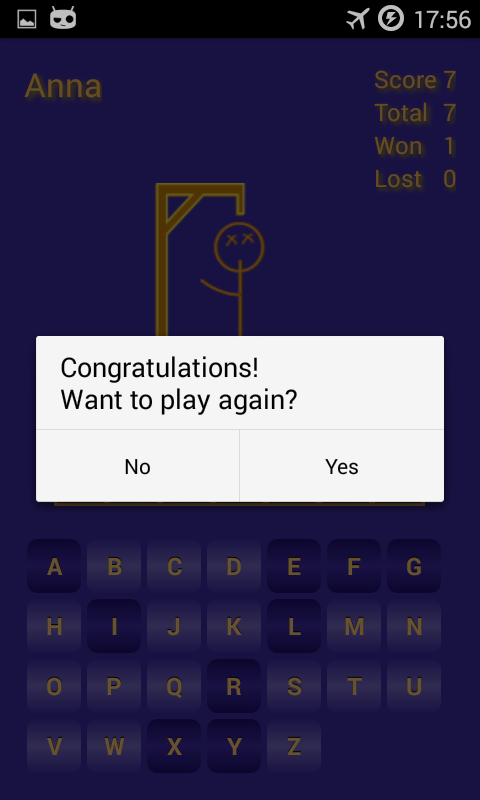 17:56
Anna
Score 7
Total 7
Won 1
Lost 0
Congratulations!
Want to play again?
No Yes
A B C D E F G
H I J K L M N
O P Q R S T U
V W X Y Z